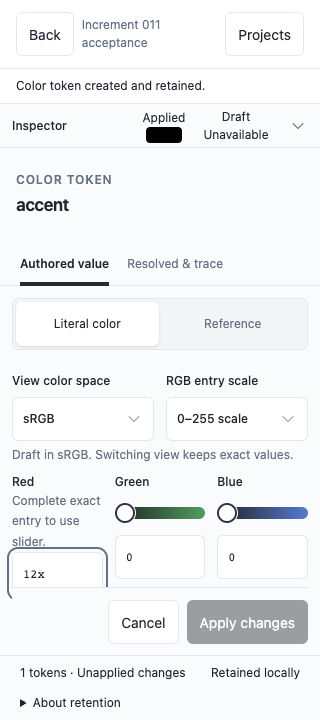 Back
Increment 011
acceptance
Projects
Color token created and retained.
Inspector
Applied
Draft
Unavailable
COLOR TOKEN
accent
Authored value
Resolved & trace
Literal color
Reference
View color space
RGB entry scale
sRGB
0–255 scale
Draft in sRGB. Switching view keeps exact values.
Red
Green
Blue
Complete exact
entry to use
slider.
12x
0
0
Cancel
Apply changes
1 tokens · Unapplied changes
Retained locally
About retention